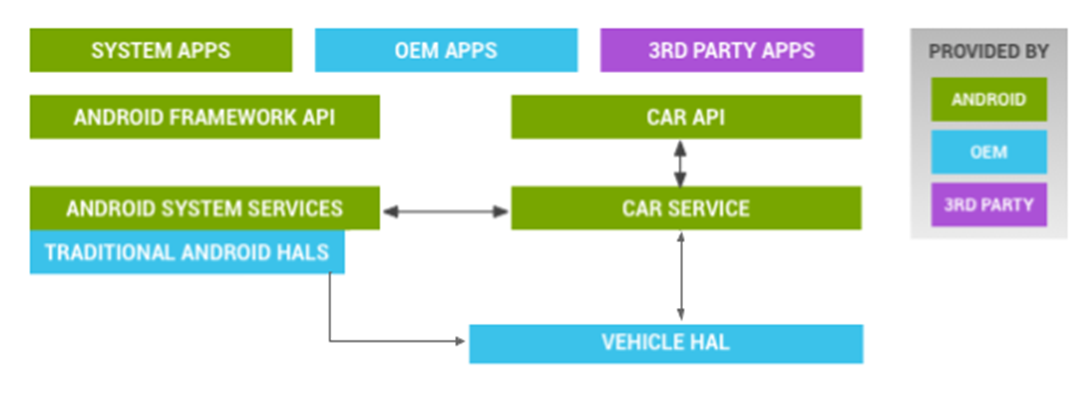 SYSTEM APPS
OEM APPS
3RD PARTY APPS
ANDROID FRAMEWORK API
CAR API
ANDROID SYSTEM SERVICES
CAR SERVICE
TRADITIONAL ANDROID HALS
VEHICLE HAL
PROVIDED BY
ANDROID
OEM
3RD PARTY